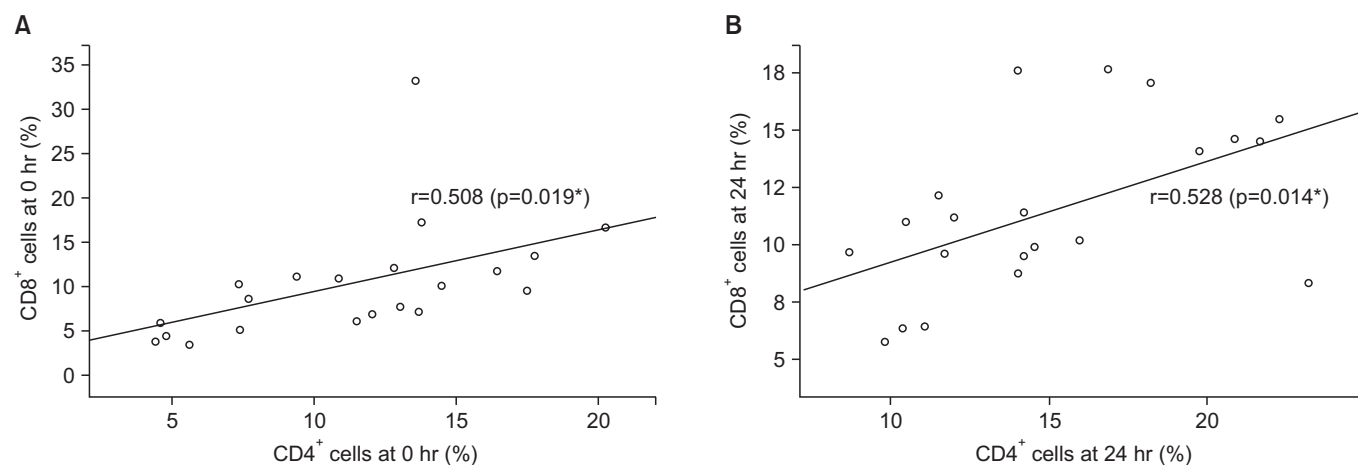 A
CD8⁺ cells at 0 hr (%)
35
30
25
20
15
10
5
0
r=0.508 (p=0.019*)
5 10 15 20
CD4⁺ cells at 0 hr (%)
B
CD8⁺ cells at 24 hr (%)
18
15
12
10
8
5
r=0.528 (p=0.014*)
10 15 20
CD4⁺ cells at 24 hr (%)